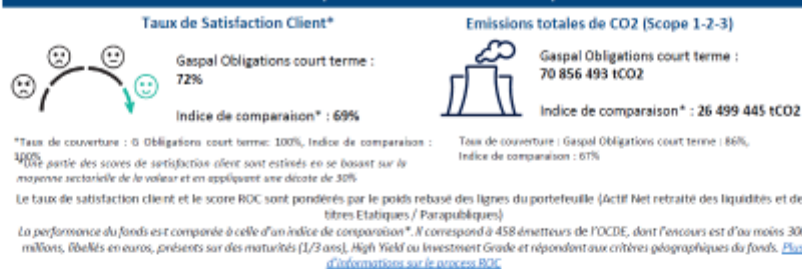 Taux de Satisfaction Client*
Gaspal Obligations court terme :
72%
Indice de comparaison* : 69%
*Taux de couverture : G Obligations court terme: 100%, Indice de comparaison :
100%
*Une partie des scores de satisfaction client sont estimés en se basant sur la
moyenne sectorielle de la valeur et en appliquant une décote de 30%
Emissions totales de CO2 (Scope 1-2-3)
Gaspal Obligations court terme :
70 856 493 tCO2
Indice de comparaison* : 26 499 445 tCO2
Taux de couverture : Gaspal Obligations court terme : 86%,
Indice de comparaison : 67%
Le taux de satisfaction client et le score ROC sont pondérés par le poids rebasé des lignes du portefeuille (Actif Net retraité des liquidités et de
titres Etatiques / Parapubliques)
La performance du fonds est comparée à celle d'un indice de comparaison*. Il correspond à 458 émetteurs de l'OCDE, dont l'encours est d'au moins 300
millions, libellés en euros, présents sur des maturités (1/3 ans), High Yield ou Investment Grade et répondant aux critères géographiques du fonds. Plus
d'informations sur le process ROC